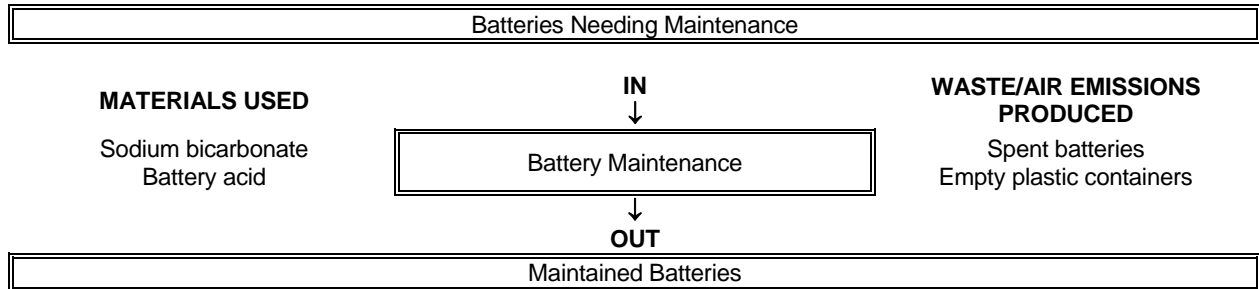 Batteries Needing Maintenance
MATERIALS USED
Sodium bicarbonate
Battery acid
IN
↓
Battery Maintenance
↓
OUT
WASTE/AIR EMISSIONS
PRODUCED
Spent batteries
Empty plastic containers
Maintained Batteries